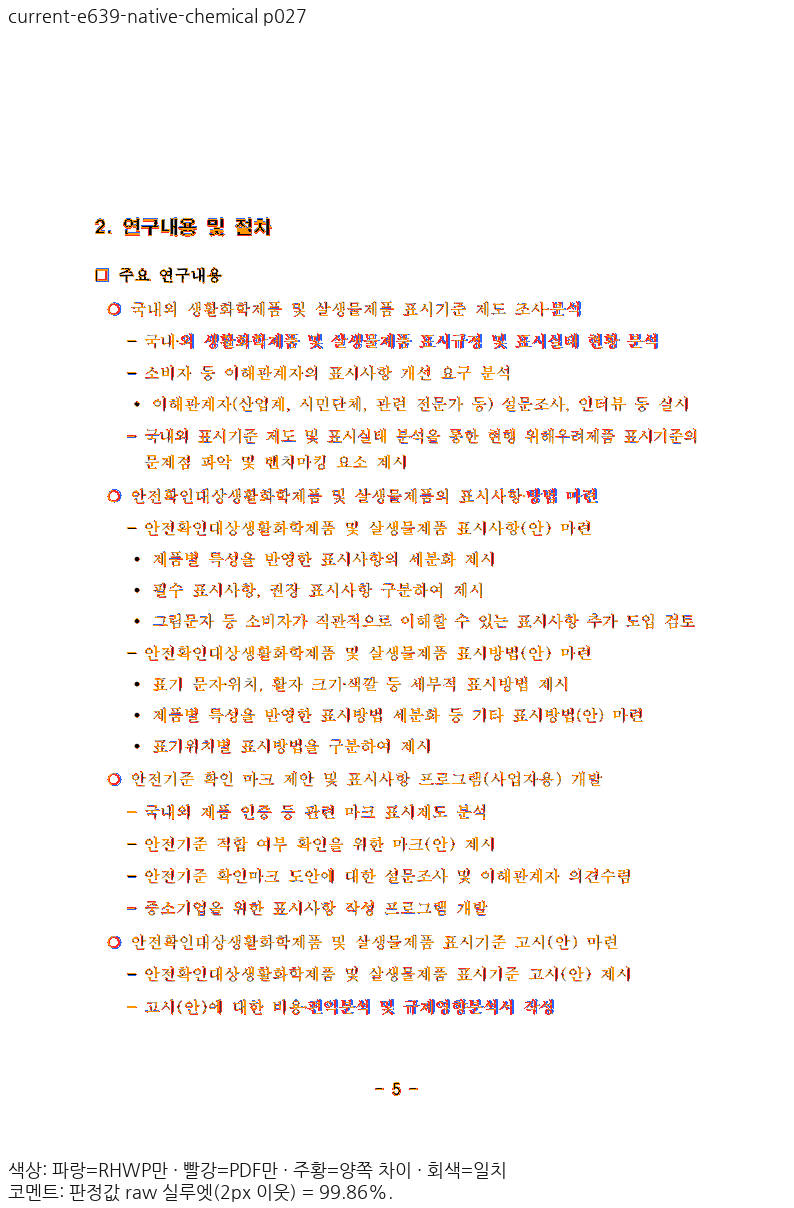 current-e639-native-chemical p027
2. 연구내용 및 절차
□ 주요 연구내용
○ 국내외 생활화학제품 및 살생물제품 표시기준 제도 조사·분석
- 국내·외 생활화학제품 및 살생물제품 표시규정 및 표시실태 현황 분석
- 소비자 등 이해관계자의 표시사항 개선 요구 분석
• 이해관계자(산업계, 시민단체, 관련 전문가 등) 설문조사, 인터뷰 등 실시
- 국내외 표시기준 제도 및 표시실태 분석을 통한 현행 위해우려제품 표시기준의
문제점 파악 및 벤치마킹 요소 제시
○ 안전확인대상생활화학제품 및 살생물제품의 표시사항·방법 마련
- 안전확인대상생활화학제품 및 살생물제품 표시사항(안) 마련
• 제품별 특성을 반영한 표시사항의 세분화 제시
• 필수 표시사항, 권장 표시사항 구분하여 제시
• 그림문자 등 소비자가 직관적으로 이해할 수 있는 표시사항 추가 도입 검토
- 안전확인대상생활화학제품 및 살생물제품 표시방법(안) 마련
• 표기 문자·위치, 활자 크기·색깔 등 세부적 표시방법 제시
• 제품별 특성을 반영한 표시방법 세분화 등 기타 표시방법(안) 마련
• 표기위치별 표시방법을 구분하여 제시
○ 안전기준 확인 마크 제안 및 표시사항 프로그램(사업자용) 개발
- 국내외 제품 인증 등 관련 마크 표시제도 분석
- 안전기준 적합 여부 확인을 위한 마크(안) 제시
- 안전기준 확인마크 도안에 대한 설문조사 및 이해관계자 의견수렴
- 중소기업을 위한 표시사항 작성 프로그램 개발
○ 안전확인대상생활화학제품 및 살생물제품 표시기준 고시(안) 마련
- 안전확인대상생활화학제품 및 살생물제품 표시기준 고시(안) 제시
- 고시(안)에 대한 비용·편익분석 및 규제영향분석서 작성
- 5 -
색상: 파랑=RHWP만 · 빨강=PDF만 · 주황=양쪽 차이 · 회색=일치
코멘트: 판정값 raw 실루엣(2px 이웃) = 99.86%.